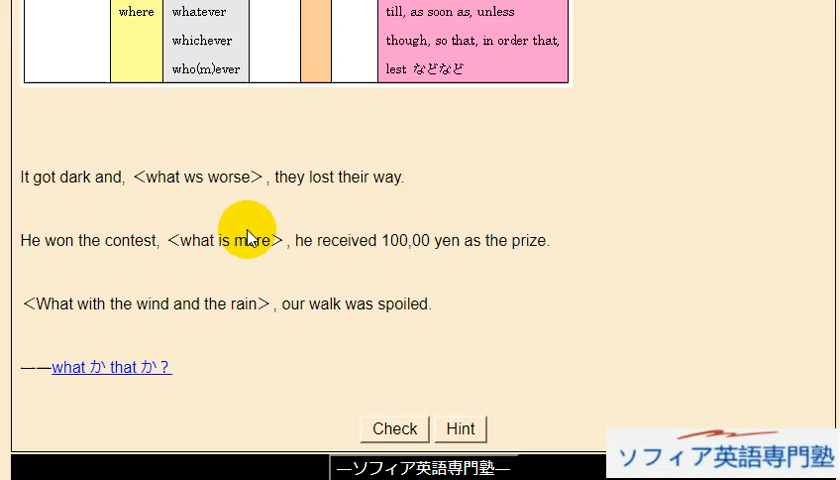 where whatever till, as soon as, unless
whichever though, so that, in order that,
who(m)ever lest などなど
It got dark and, <what ws worse>, they lost their way.
He won the contest, <what is more>, he received 100,00 yen as the prize.
<What with the wind and the rain>, our walk was spoiled.
――what か that か？
Check Hint
ソフィア英語専門塾
―ソフィア英語専門塾―